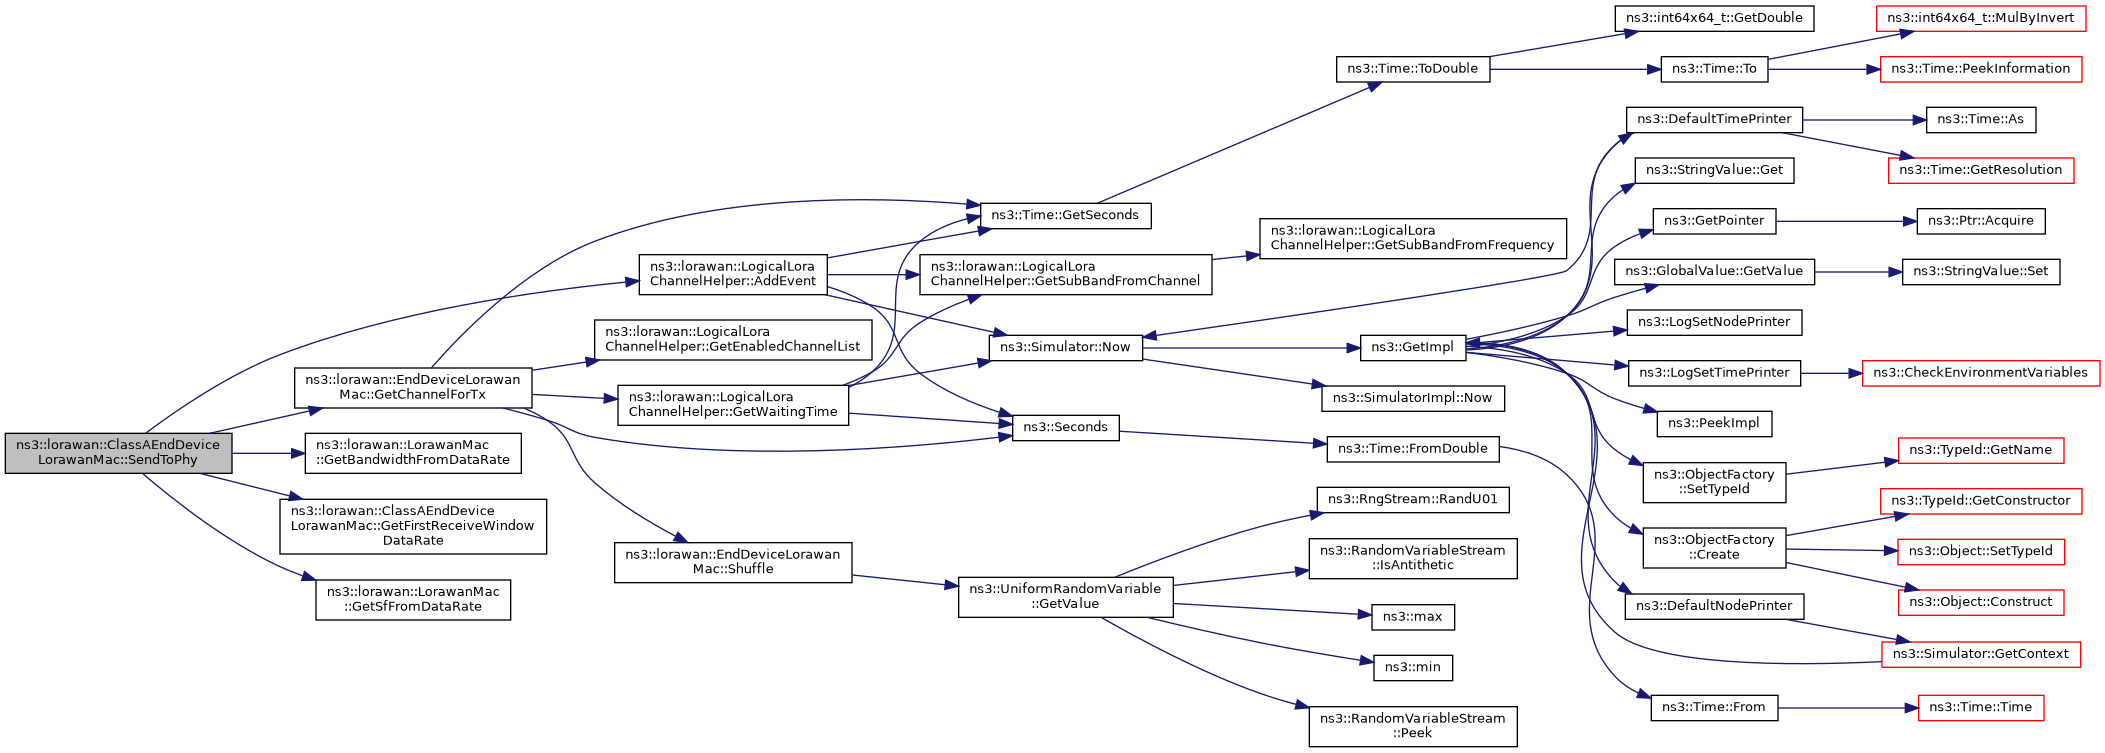 ns3::lorawan::ClassAEndDevice
LorawanMac::SendToPhy
ns3::lorawan::EndDeviceLorawan
Mac::GetChannelForTx
ns3::lorawan::LorawanMac
::GetBandwidthFromDataRate
ns3::lorawan::ClassAEndDevice
LorawanMac::GetFirstReceiveWindow
DataRate
ns3::lorawan::LorawanMac
::GetSfFromDataRate
ns3::lorawan::LogicalLora
ChannelHelper::AddEvent
ns3::lorawan::LogicalLora
ChannelHelper::GetEnabledChannelList
ns3::lorawan::LogicalLora
ChannelHelper::GetWaitingTime
ns3::lorawan::EndDeviceLorawan
Mac::Shuffle
ns3::Time::GetSeconds
ns3::lorawan::LogicalLora
ChannelHelper::GetSubBandFromChannel
ns3::Simulator::Now
ns3::Seconds
ns3::UniformRandomVariable
::GetValue
ns3::lorawan::LogicalLora
ChannelHelper::GetSubBandFromFrequency
ns3::Time::ToDouble
ns3::GetImpl
ns3::SimulatorImpl::Now
ns3::Time::FromDouble
ns3::RngStream::RandU01
ns3::RandomVariableStream
::IsAntithetic
ns3::max
ns3::min
ns3::RandomVariableStream
::Peek
ns3::int64x64_t::GetDouble
ns3::Time::To
ns3::DefaultTimePrinter
ns3::StringValue::Get
ns3::GetPointer
ns3::GlobalValue::GetValue
ns3::LogSetNodePrinter
ns3::LogSetTimePrinter
ns3::PeekImpl
ns3::ObjectFactory
::SetTypeId
ns3::ObjectFactory
::Create
ns3::DefaultNodePrinter
ns3::Time::From
ns3::int64x64_t::MulByInvert
ns3::Time::PeekInformation
ns3::Time::As
ns3::Time::GetResolution
ns3::Ptr::Acquire
ns3::StringValue::Set
ns3::CheckEnvironmentVariables
ns3::TypeId::GetName
ns3::TypeId::GetConstructor
ns3::Object::SetTypeId
ns3::Object::Construct
ns3::Simulator::GetContext
ns3::Time::Time